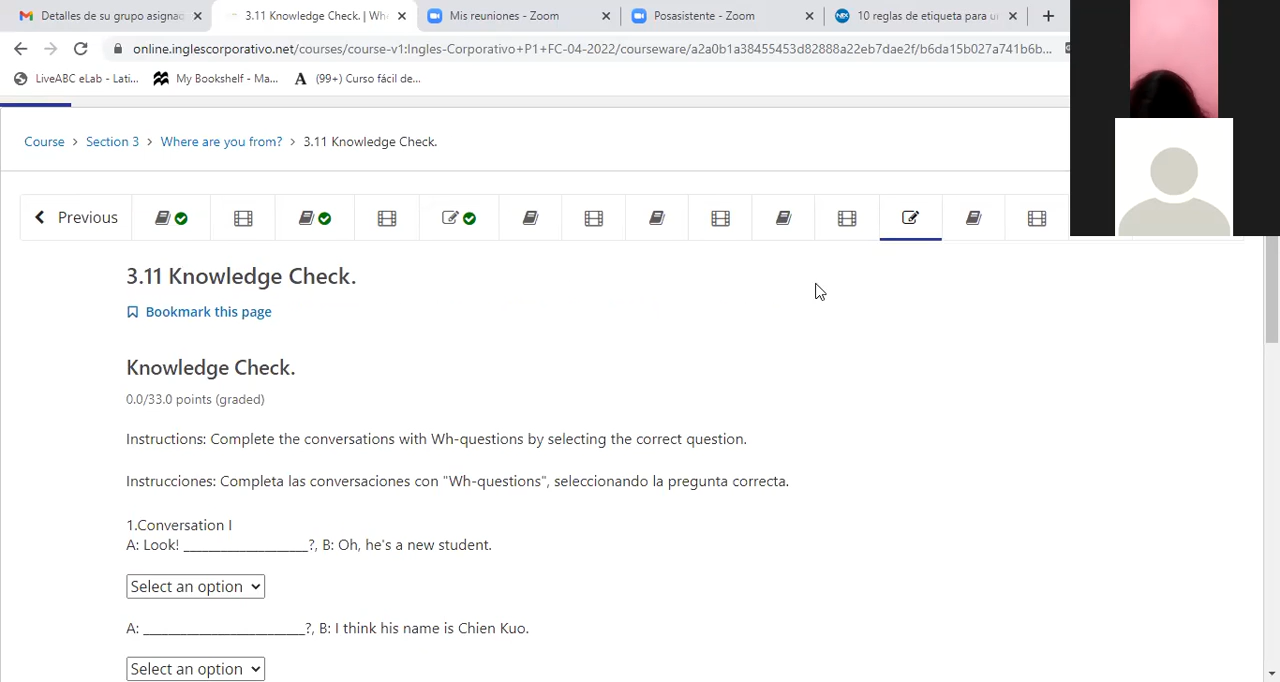 Detalles de su grupo asignad
3.11 Knowledge Check. | Wh
Mis reuniones - Zoom
Posasistente - Zoom
10 reglas de etiqueta para u
online.inglescorporativo.net/courses/course-v1:Ingles-Corporativo+P1+FC-04-2022/courseware/a2a0b1a38455453d82888a22eb7dae2f/b6da15b027a741b6b...
LiveABC eLab - Lati...
My Bookshelf - Ma...
(99+) Curso fácil de...
Course > Section 3 > Where are you from? > 3.11 Knowledge Check.
Previous
3.11 Knowledge Check.
Bookmark this page
Knowledge Check.
0.0/33.0 points (graded)
Instructions: Complete the conversations with Wh-questions by selecting the correct question.
Instrucciones: Completa las conversaciones con "Wh-questions", seleccionando la pregunta correcta.
1.Conversation I
A: Look! ____________________?, B: Oh, he's a new student.
Select an option
A: __________________________?, B: I think his name is Chien Kuo.
Select an option